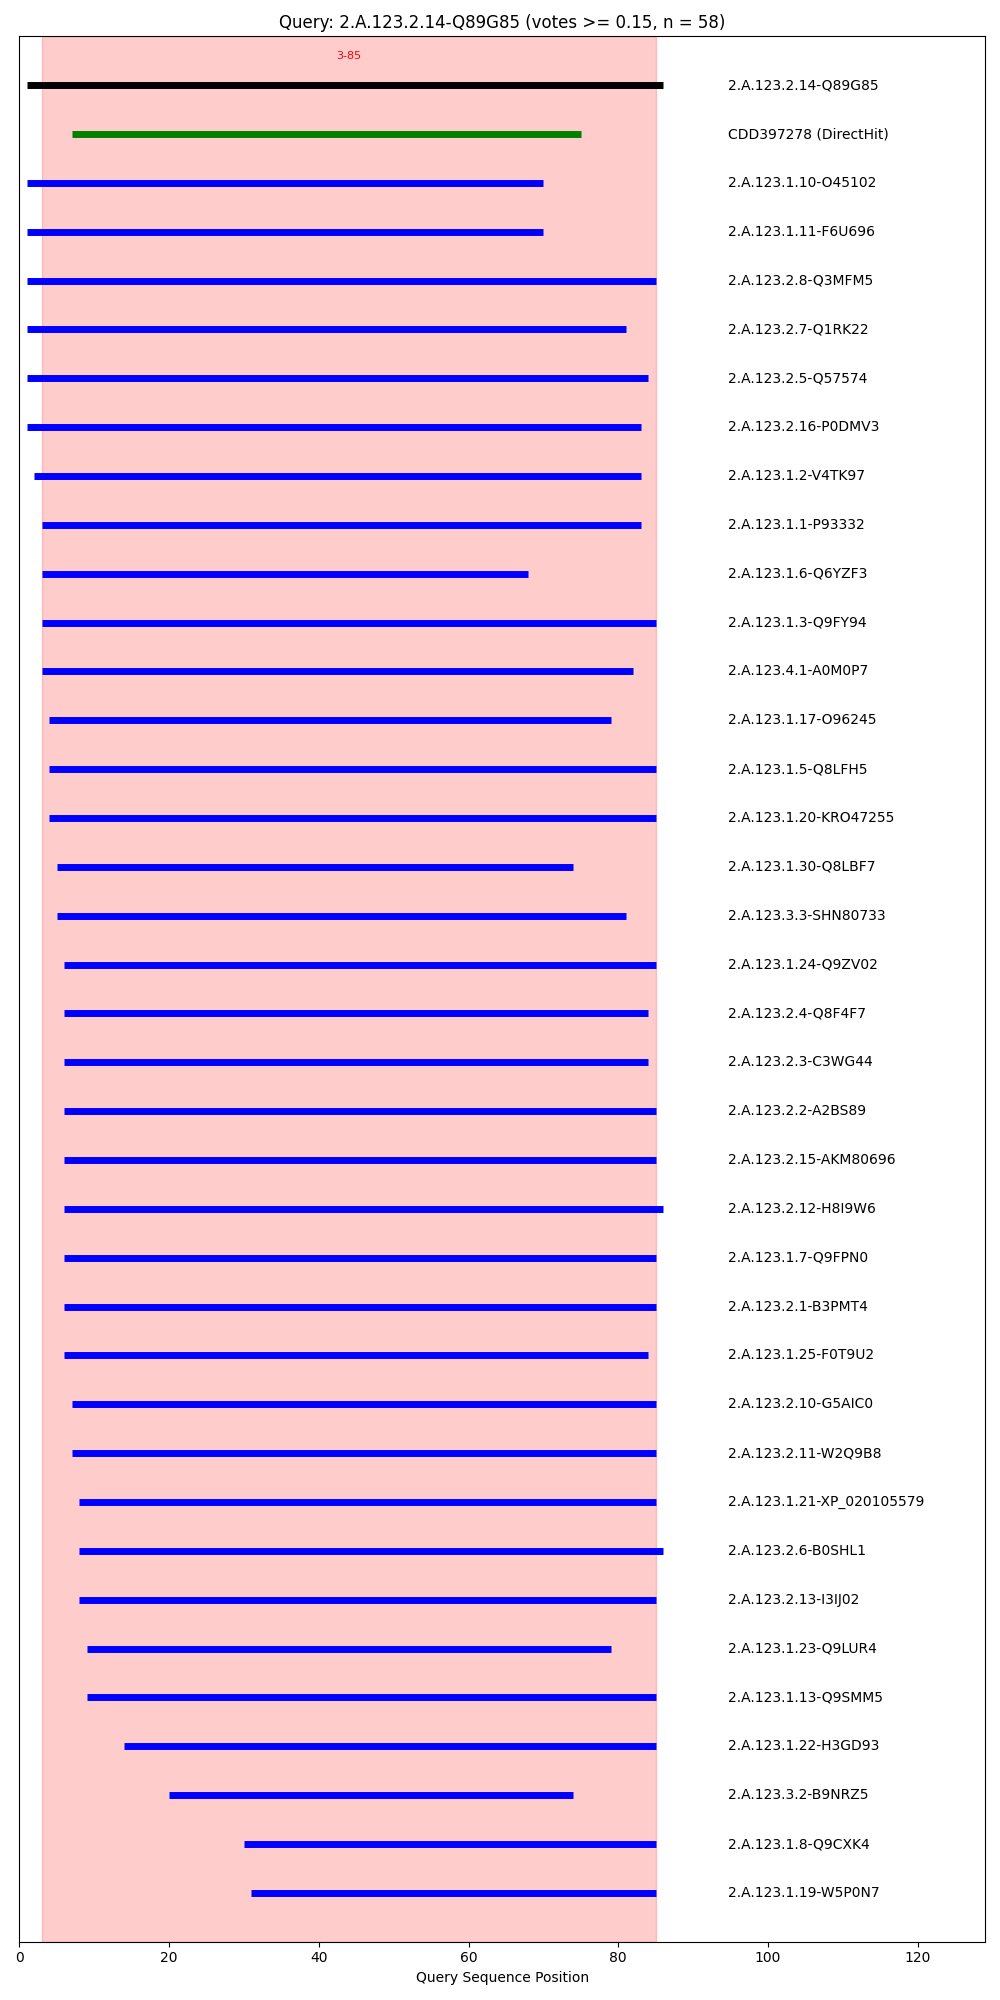 Query: 2.A.123.2.14-Q89G85 (votes >= 0.15, n = 58)
3-85
2.A.123.2.14-Q89G85
CDD397278 (DirectHit)
2.A.123.1.10-O45102
2.A.123.1.11-F6U696
2.A.123.2.8-Q3MFM5
2.A.123.2.7-Q1RK22
2.A.123.2.5-Q57574
2.A.123.2.16-P0DMV3
2.A.123.1.2-V4TK97
2.A.123.1.1-P93332
2.A.123.1.6-Q6YZF3
2.A.123.1.3-Q9FY94
2.A.123.4.1-A0M0P7
2.A.123.1.17-O96245
2.A.123.1.5-Q8LFH5
2.A.123.1.20-KRO47255
2.A.123.1.30-Q8LBF7
2.A.123.3.3-SHN80733
2.A.123.1.24-Q9ZV02
2.A.123.2.4-Q8F4F7
2.A.123.2.3-C3WG44
2.A.123.2.2-A2BS89
2.A.123.2.15-AKM80696
2.A.123.2.12-H8I9W6
2.A.123.1.7-Q9FPN0
2.A.123.2.1-B3PMT4
2.A.123.1.25-F0T9U2
2.A.123.2.10-G5AIC0
2.A.123.2.11-W2Q9B8
2.A.123.1.21-XP_020105579
2.A.123.2.6-B0SHL1
2.A.123.2.13-I3IJ02
2.A.123.1.23-Q9LUR4
2.A.123.1.13-Q9SMM5
2.A.123.1.22-H3GD93
2.A.123.3.2-B9NRZ5
2.A.123.1.8-Q9CXK4
2.A.123.1.19-W5P0N7
0 20 40 60 80 100 120
Query Sequence Position